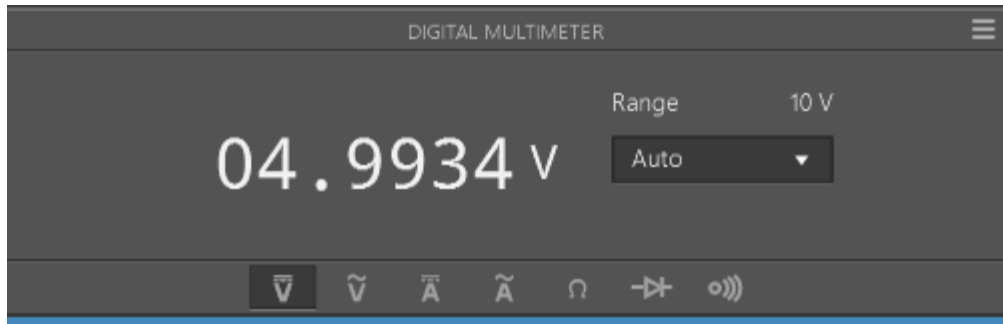 DIGITAL MULTIMETER
Range 10 V
04.9934 V
Auto
V V A A Ω